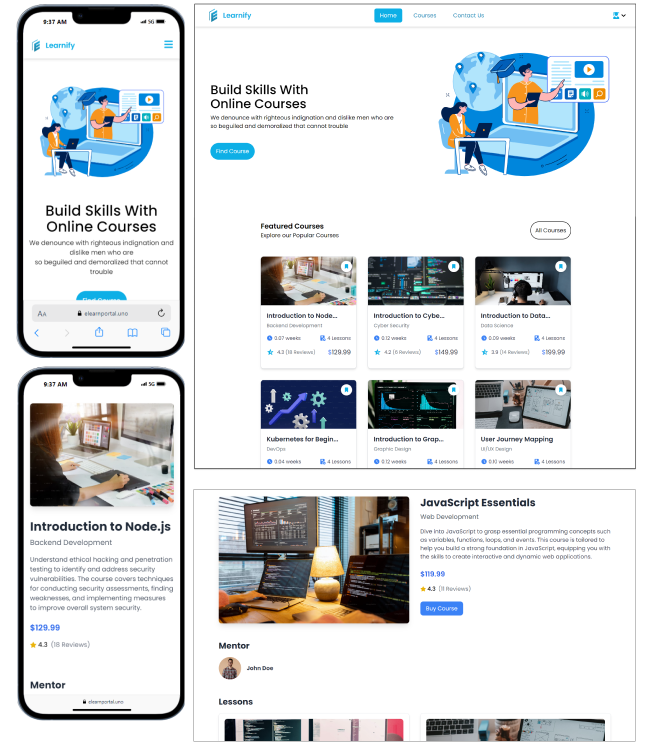 9:37 AM
5G
Learnify
Build Skills With
Online Courses
We denounce with righteous indignation and
dislike men who are
so beguiled and demoralized that cannot
trouble
Find Course
AA
elearnportal.uno
Learnify
Home
Courses
Contact Us
Build Skills With
Online Courses
We denounce with righteous indignation and dislike men who are
so beguiled and demoralized that cannot trouble
Find Course
Featured Courses
Explore our Popular Courses
All Courses
Introduction to Node...
Backend Development
0.07 weeks
4 Lessons
4.3 (18 Reviews)
$129.99
Introduction to Cybe...
Cyber Security
0.12 weeks
4 Lessons
4.2 (6 Reviews)
$149.99
Introduction to Data...
Data Science
0.09 weeks
4 Lessons
3.9 (14 Reviews)
$199.99
Kubernetes for Begin...
DevOps
0.04 weeks
4 Lessons
Introduction to Grap...
Graphic Design
0.12 weeks
4 Lessons
User Journey Mapping
UI/UX Design
0.10 weeks
4 Lessons
9:37 AM
5G
Introduction to Node.js
Backend Development
Understand ethical hacking and penetration
testing to identify and address security
vulnerabilities. The course covers techniques
for conducting security assessments, finding
weaknesses, and implementing measures
to improve overall system security.
$129.99
4.3 (18 Reviews)
Mentor
elearnportal.uno
JavaScript Essentials
Web Development
Dive into JavaScript to grasp essential programming concepts such
as variables, functions, loops, and events. This course is tailored to
help you build a strong foundation in JavaScript, equipping you with
the skills to create interactive and dynamic web applications.
$119.99
4.3 (11 Reviews)
Buy Course
Mentor
John Doe
Lessons